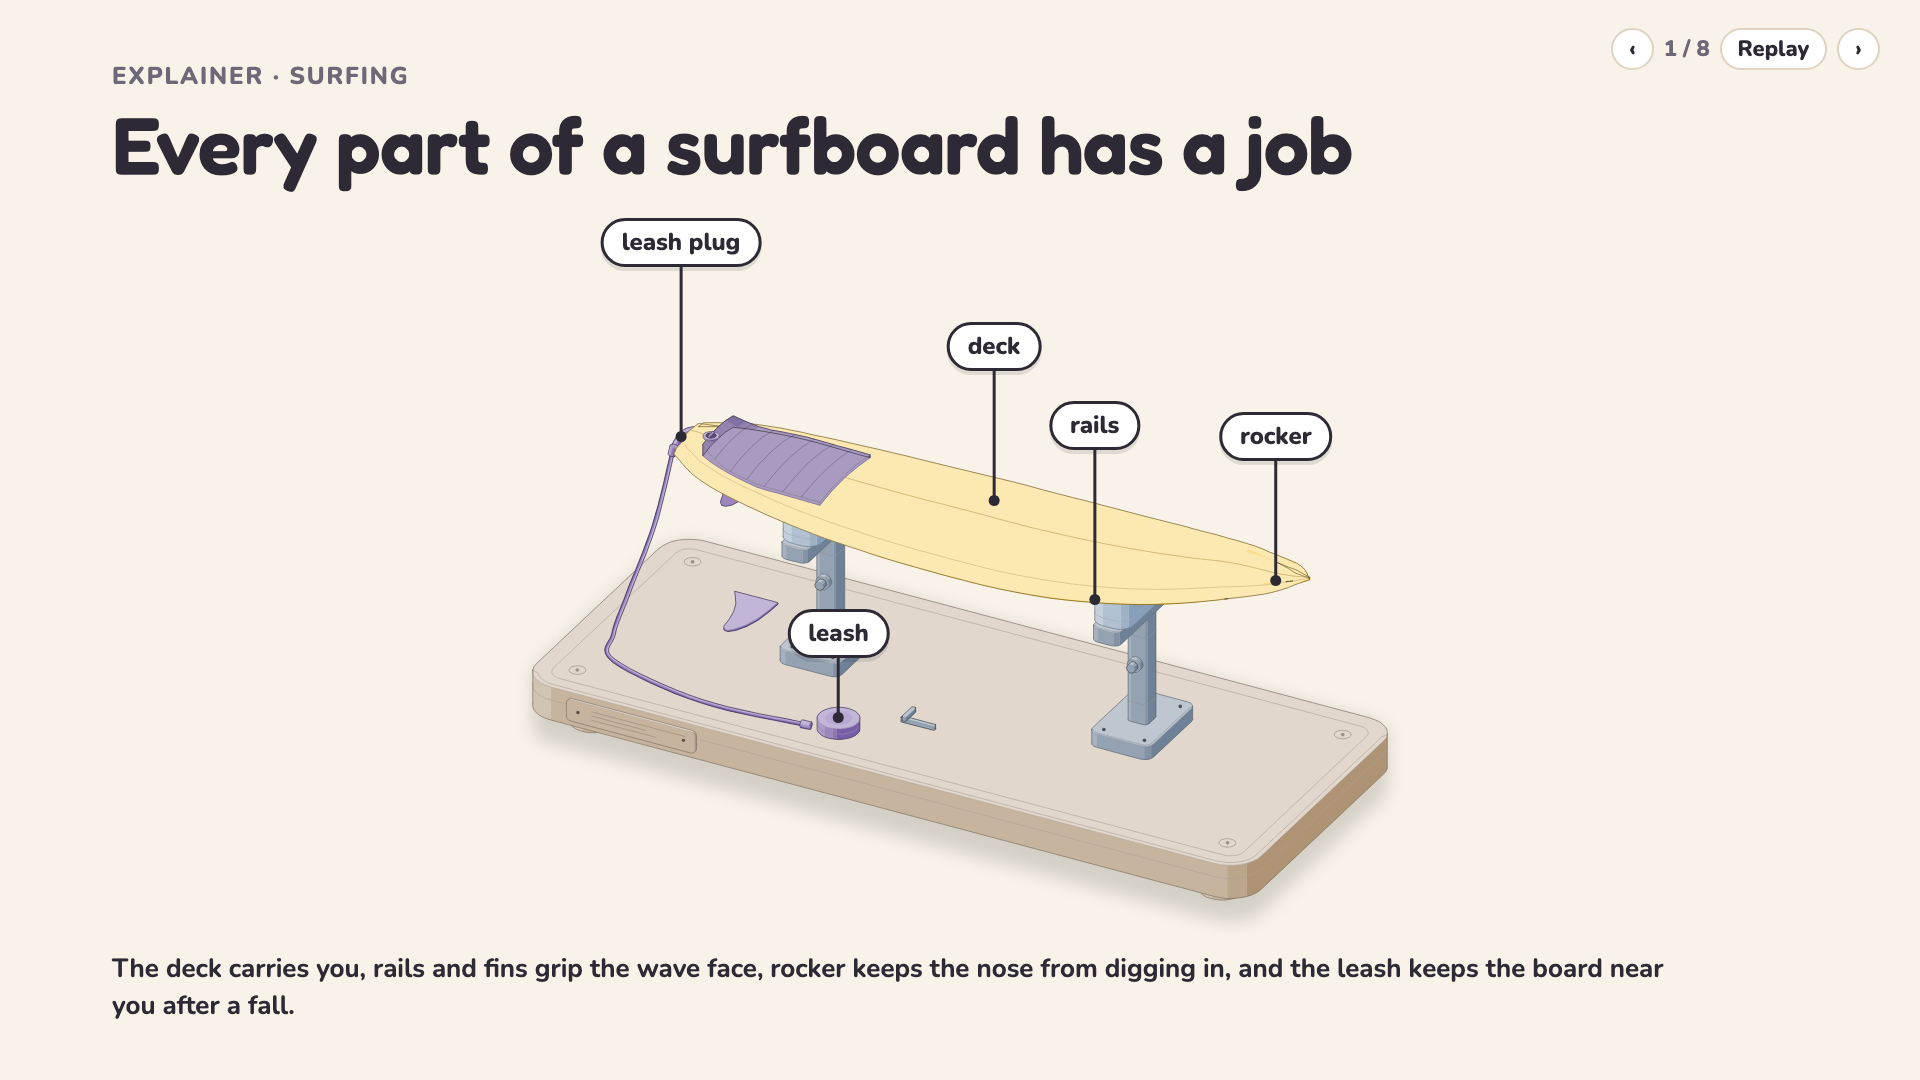 ‹ 1 / 8 Replay ›
EXPLAINER · SURFING
Every part of a surfboard has a job
leash plug
deck
rails
rocker
leash
The deck carries you, rails and fins grip the wave face, rocker keeps the nose from digging in, and the leash keeps the board near
you after a fall.